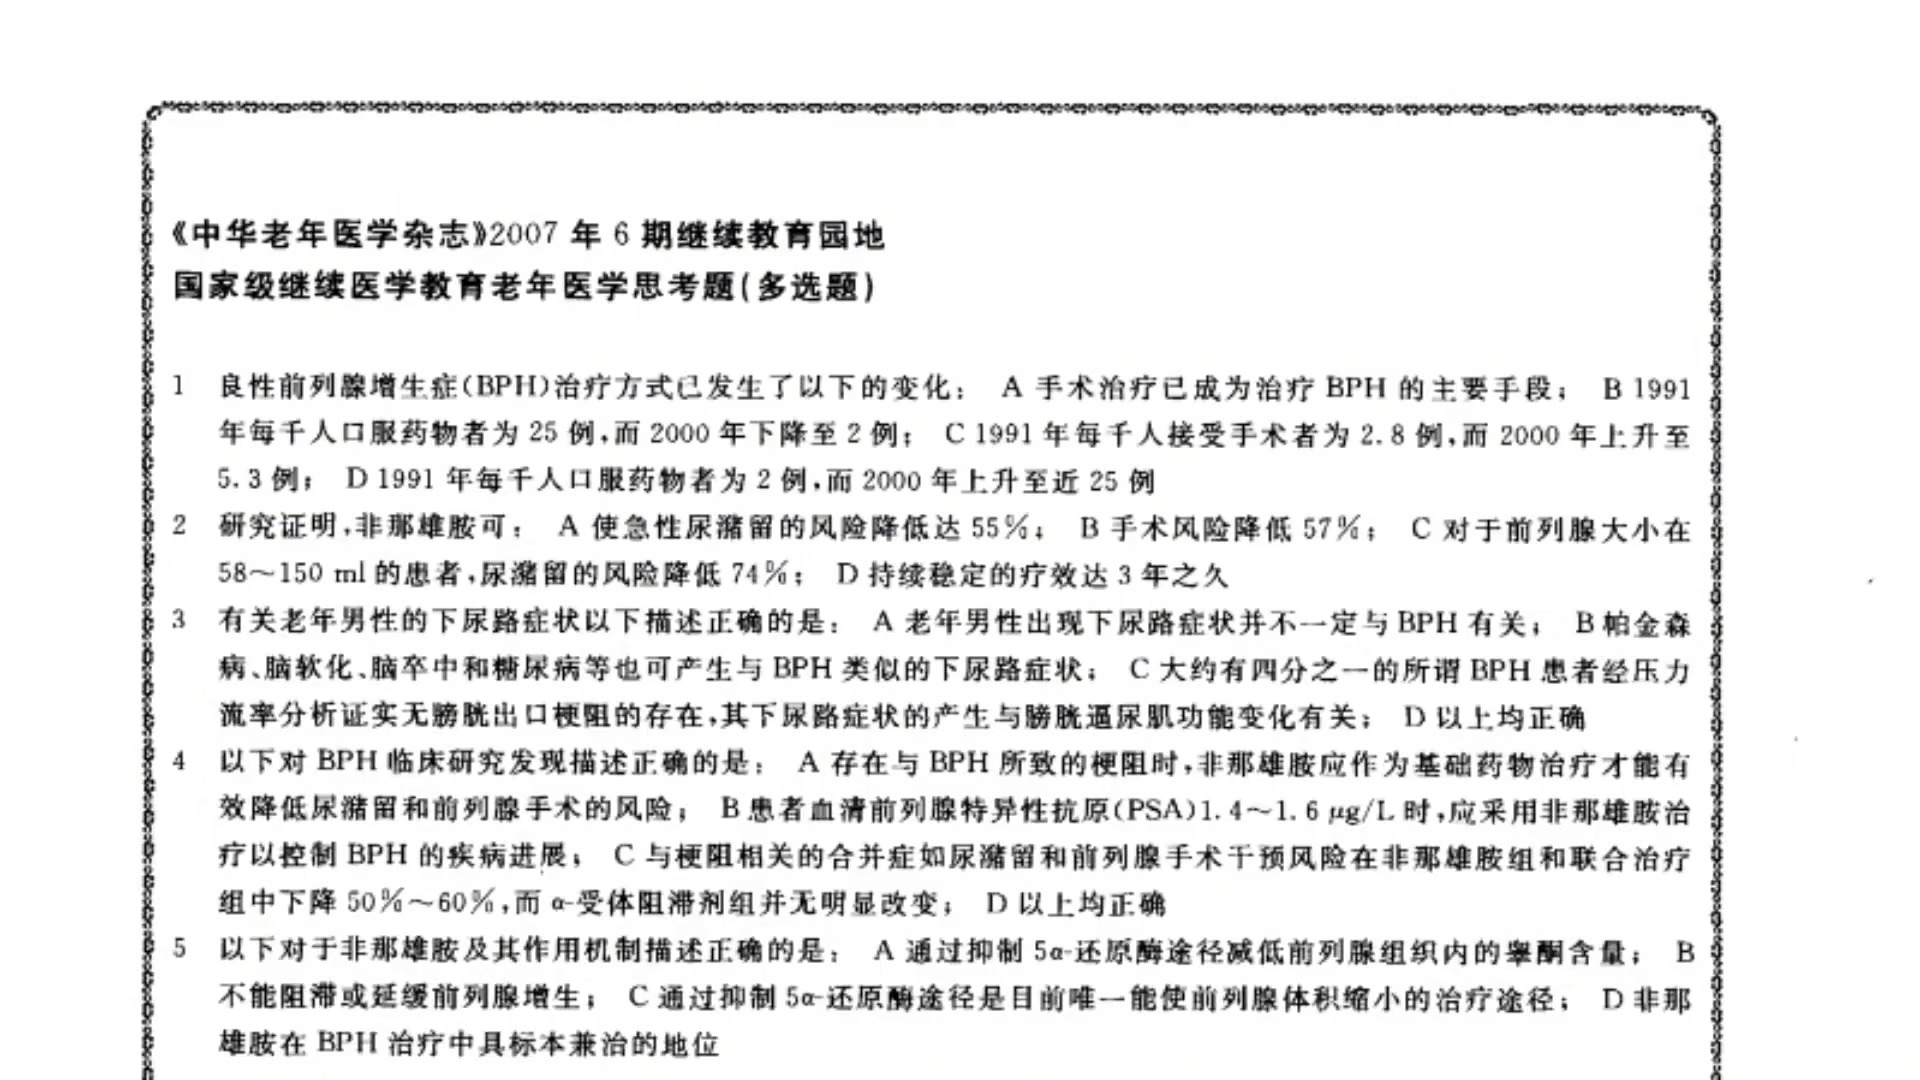 《中华老年医学杂志》2007 年 6 期继续教育园地
国家级继续医学教育老年医学思考题(多选题)
1 良性前列腺增生症(BPH)治疗方式已发生了以下的变化： A 手术治疗已成为治疗 BPH 的主要手段； B 1991
年每千人口服药物者为 25 例,而 2000 年下降至 2 例； C 1991 年每千人接受手术者为 2.8 例,而 2000 年上升至
5.3 例； D 1991 年每千人口服药物者为 2 例,而 2000 年上升至近 25 例
2 研究证明,非那雄胺可： A 使急性尿潴留的风险降低达 55%； B 手术风险降低 57%； C 对于前列腺大小在
58～150 ml 的患者,尿潴留的风险降低 74%； D 持续稳定的疗效达 3 年之久
3 有关老年男性的下尿路症状以下描述正确的是： A 老年男性出现下尿路症状并不一定与 BPH 有关； B 帕金森
病、脑软化、脑卒中和糖尿病等也可产生与 BPH 类似的下尿路症状； C 大约有四分之一的所谓 BPH 患者经压力
流率分析证实无膀胱出口梗阻的存在,其下尿路症状的产生与膀胱逼尿肌功能变化有关； D 以上均正确
4 以下对 BPH 临床研究发现描述正确的是： A 存在与 BPH 所致的梗阻时,非那雄胺应作为基础药物治疗才能有
效降低尿潴留和前列腺手术的风险； B 患者血清前列腺特异性抗原(PSA)1.4～1.6 μg/L 时,应采用非那雄胺治
疗以控制 BPH 的疾病进展； C 与梗阻相关的合并症如尿潴留和前列腺手术干预风险在非那雄胺组和联合治疗
组中下降 50%～60%,而 α-受体阻滞剂组并无明显改变； D 以上均正确
5 以下对于非那雄胺及其作用机制描述正确的是： A 通过抑制 5α-还原酶途径减低前列腺组织内的睾酮含量； B
不能阻滞或延缓前列腺增生； C 通过抑制 5α-还原酶途径是目前唯一能使前列腺体积缩小的治疗途径； D 非那
雄胺在 BPH 治疗中具标本兼治的地位